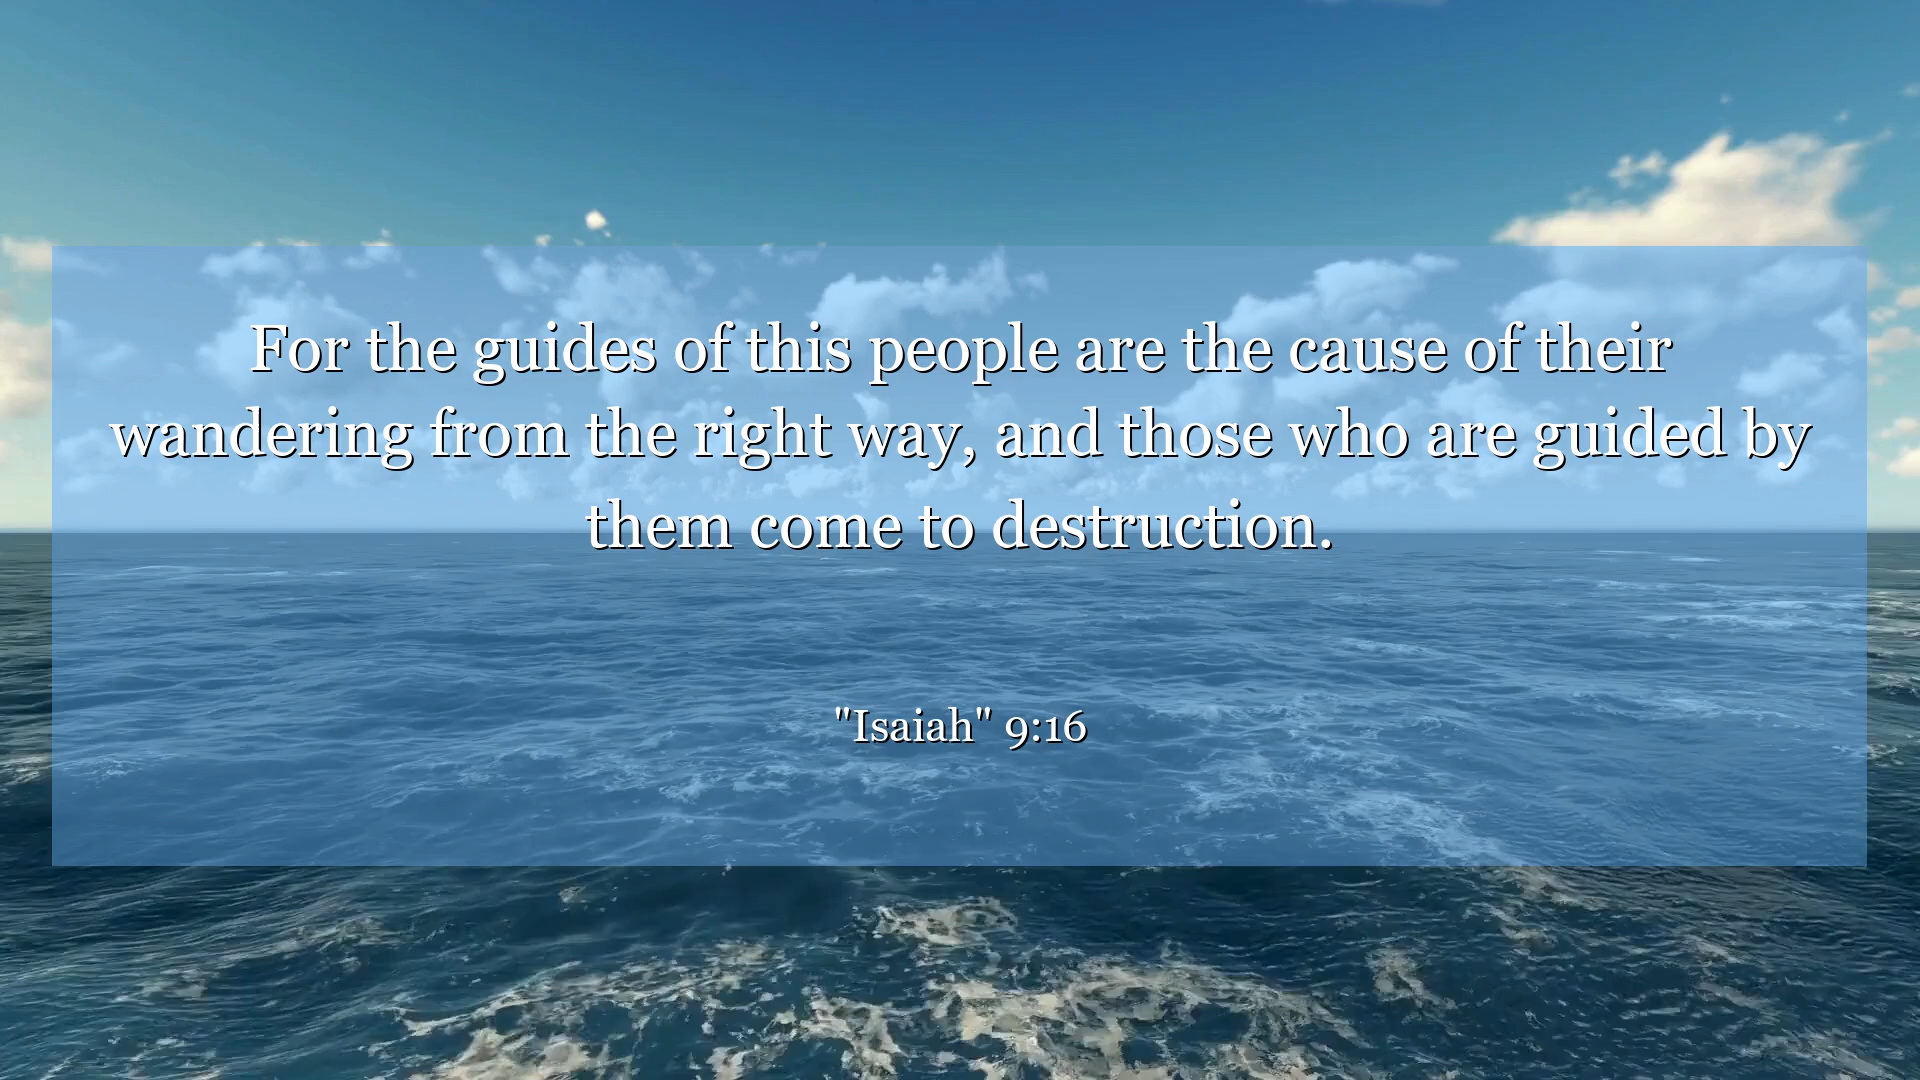 For the guides of this people are the cause of their
wandering from the right way, and those who are guided by
them come to destruction.
"Isaiah" 9:16